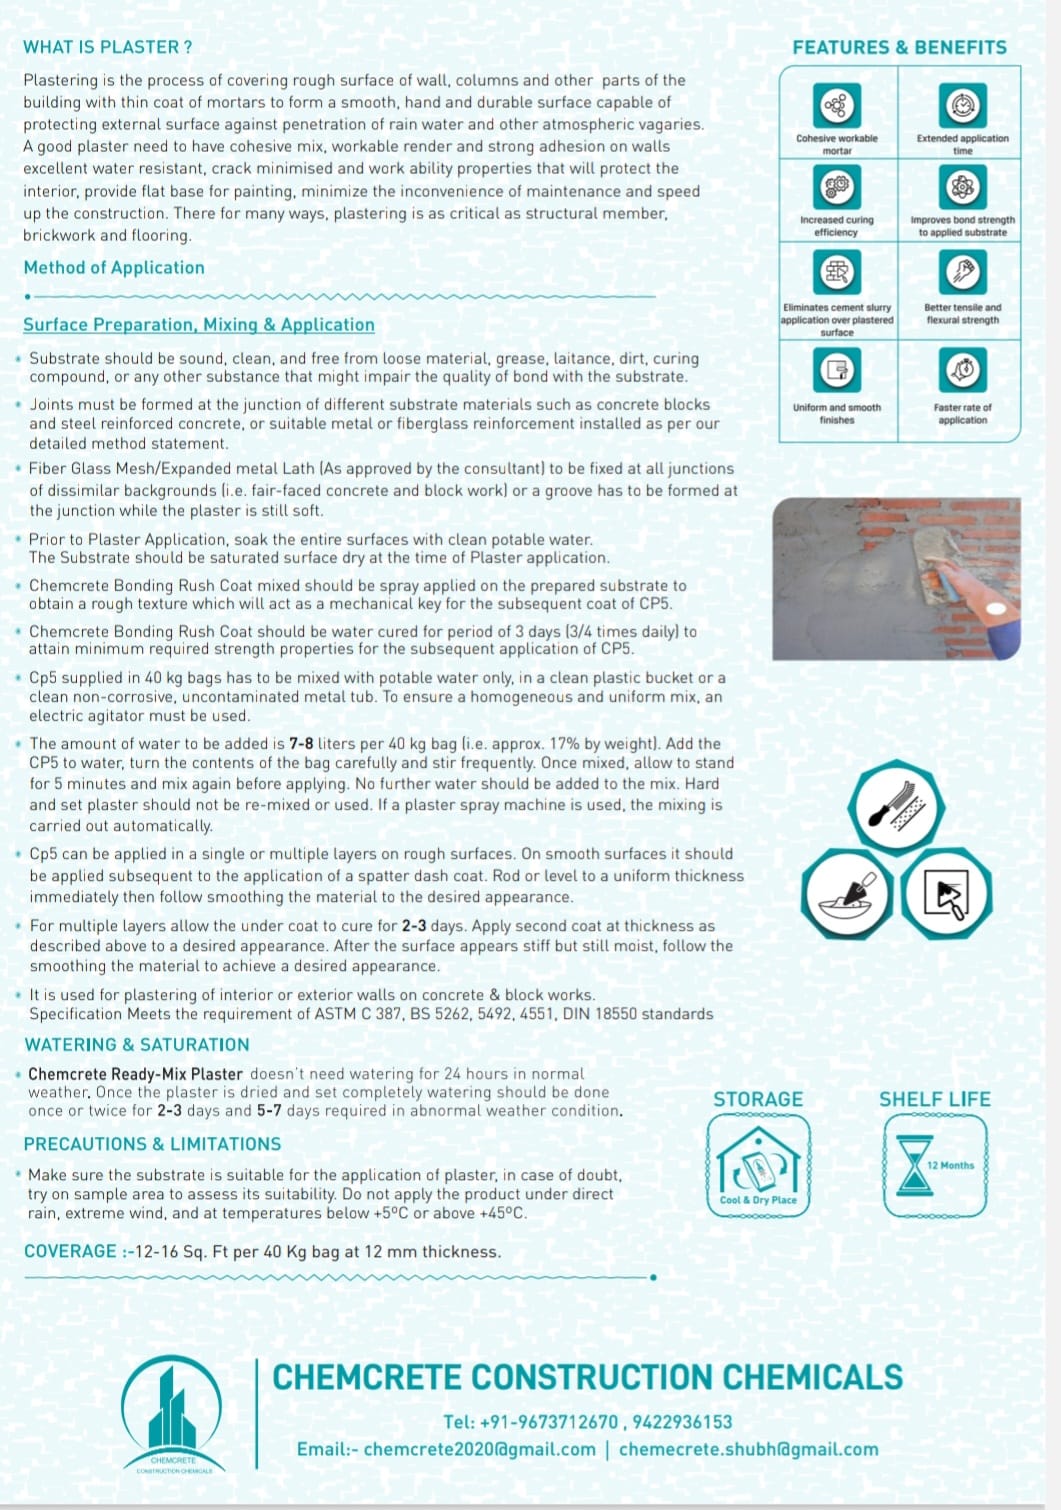 WHAT IS PLASTER ?
Plastering is the process of covering rough surface of wall, columns and other parts of the
building with thin coat of mortars to form a smooth, hand and durable surface capable of
protecting external surface against penetration of rain water and other atmospheric vagaries.
A good plaster need to have cohesive mix, workable render and strong adhesion on walls
excellent water resistant, crack minimised and work ability properties that will protect the
interior, provide flat base for painting, minimize the inconvenience of maintenance and speed
up the construction. There for many ways, plastering is as critical as structural member,
brickwork and flooring.
Method of Application
Surface Preparation, Mixing & Application
* Substrate should be sound, clean, and free from loose material, grease, laitance, dirt, curing
compound, or any other substance that might impair the quality of bond with the substrate.
* Joints must be formed at the junction of different substrate materials such as concrete blocks
and steel reinforced concrete, or suitable metal or fiberglass reinforcement installed as per our
detailed method statement.
* Fiber Glass Mesh/Expanded metal Lath (As approved by the consultant) to be fixed at all junctions
of dissimilar backgrounds (i.e. fair-faced concrete and block work) or a groove has to be formed at
the junction while the plaster is still soft.
* Prior to Plaster Application, soak the entire surfaces with clean potable water.
The Substrate should be saturated surface dry at the time of Plaster application.
* Chemcrete Bonding Rush Coat mixed should be spray applied on the prepared substrate to
obtain a rough texture which will act as a mechanical key for the subsequent coat of CP5.
* Chemcrete Bonding Rush Coat should be water cured for period of 3 days (3/4 times daily) to
attain minimum required strength properties for the subsequent application of CP5.
* Cp5 supplied in 40 kg bags has to be mixed with potable water only, in a clean plastic bucket or a
clean non-corrosive, uncontaminated metal tub. To ensure a homogeneous and uniform mix, an
electric agitator must be used.
* The amount of water to be added is 7-8 liters per 40 kg bag (i.e. approx. 17% by weight). Add the
CP5 to water, turn the contents of the bag carefully and stir frequently. Once mixed, allow to stand
for 5 minutes and mix again before applying. No further water should be added to the mix. Hard
and set plaster should not be re-mixed or used. If a plaster spray machine is used, the mixing is
carried out automatically.
* Cp5 can be applied in a single or multiple layers on rough surfaces. On smooth surfaces it should
be applied subsequent to the application of a spatter dash coat. Rod or level to a uniform thickness
immediately then follow smoothing the material to the desired appearance.
* For multiple layers allow the under coat to cure for 2-3 days. Apply second coat at thickness as
described above to a desired appearance. After the surface appears stiff but still moist, follow the
smoothing the material to achieve a desired appearance.
* It is used for plastering of interior or exterior walls on concrete & block works.
Specification Meets the requirement of ASTM C 387, BS 5262, 5492, 4551, DIN 18550 standards
WATERING & SATURATION
* Chemcrete Ready-Mix Plaster doesn't need watering for 24 hours in normal
weather. Once the plaster is dried and set completely watering should be done
once or twice for 2-3 days and 5-7 days required in abnormal weather condition.
PRECAUTIONS & LIMITATIONS
* Make sure the substrate is suitable for the application of plaster, in case of doubt,
try on sample area to assess its suitability. Do not apply the product under direct
rain, extreme wind, and at temperatures below +5ºC or above +45ºC.
COVERAGE :-12-16 Sq. Ft per 40 Kg bag at 12 mm thickness.
FEATURES & BENEFITS
Cohesive workable
mortar
Extended application
time
Increased curing
efficiency
Improves bond strength
to applied substrate
Eliminates cement slurry
application over plastered
surface
Better tensile and
flexural strength
Uniform and smooth
finishes
Faster rate of
application
STORAGE
Cool & Dry Place
SHELF LIFE
12 Months
CHEMCRETE
CONSTRUCTION CHEMICALS
CHEMCRETE CONSTRUCTION CHEMICALS
Tel: +91-9673712670 , 9422936153
Email:- chemcrete2020@gmail.com | chemecrete.shubh@gmail.com